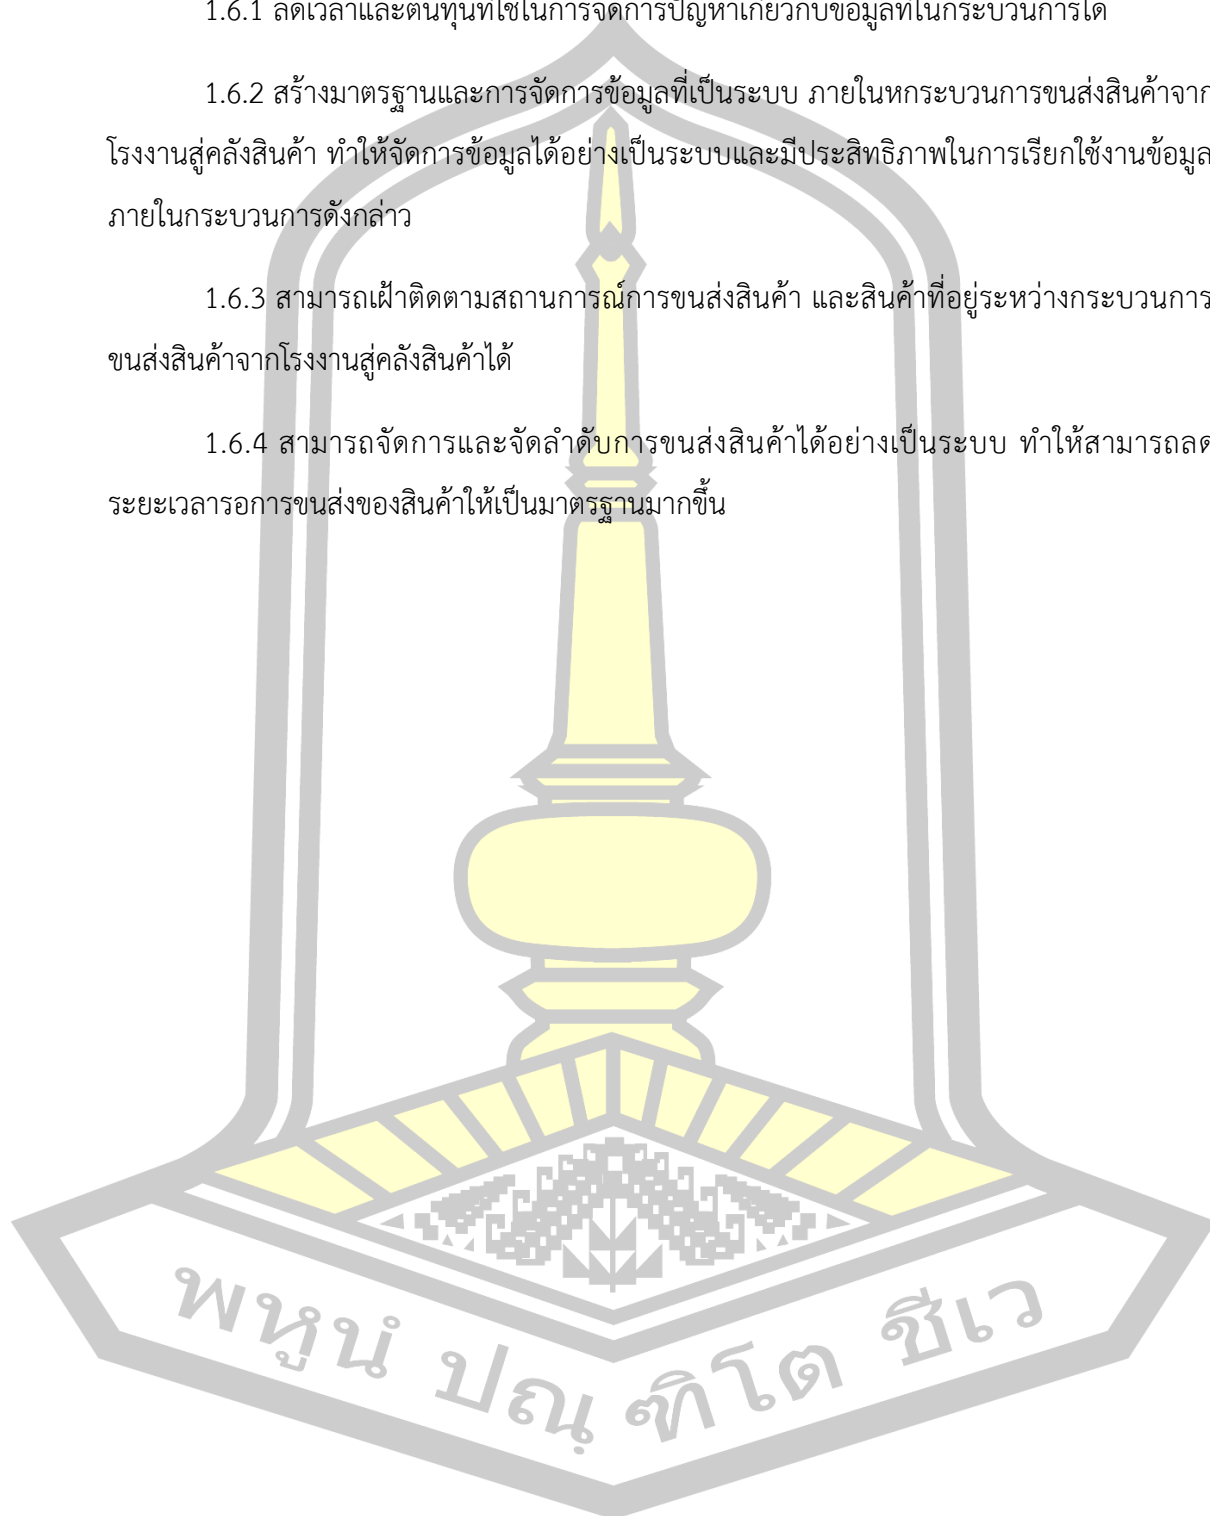 1.6.1 ลดเวลาและต้นทุนที่ใช้ในการจัดการปัญหาเกี่ยวกับข้อมูลที่ในกระบวนการได้
1.6.2 สร้างมาตรฐานและการจัดการข้อมูลที่เป็นระบบ ภายในหกระบวนการขนส่งสินค้าจาก
โรงงานสู่คลังสินค้า ทำให้จัดการข้อมูลได้อย่างเป็นระบบและมีประสิทธิภาพในการเรียกใช้งานข้อมูล
ภายในกระบวนการดังกล่าว
1.6.3 สามารถเฝ้าติดตามสถานการณ์การขนส่งสินค้า และสินค้าที่อยู่ระหว่างกระบวนการ
ขนส่งสินค้าจากโรงงานสู่คลังสินค้าได้
1.6.4 สามารถจัดการและจัดลำดับการขนส่งสินค้าได้อย่างเป็นระบบ ทำให้สามารถลด
ระยะเวลารอการขนส่งของสินค้าให้เป็นมาตรฐานมากขึ้น
พหูนํ ปณฺฑิโต ชีเว